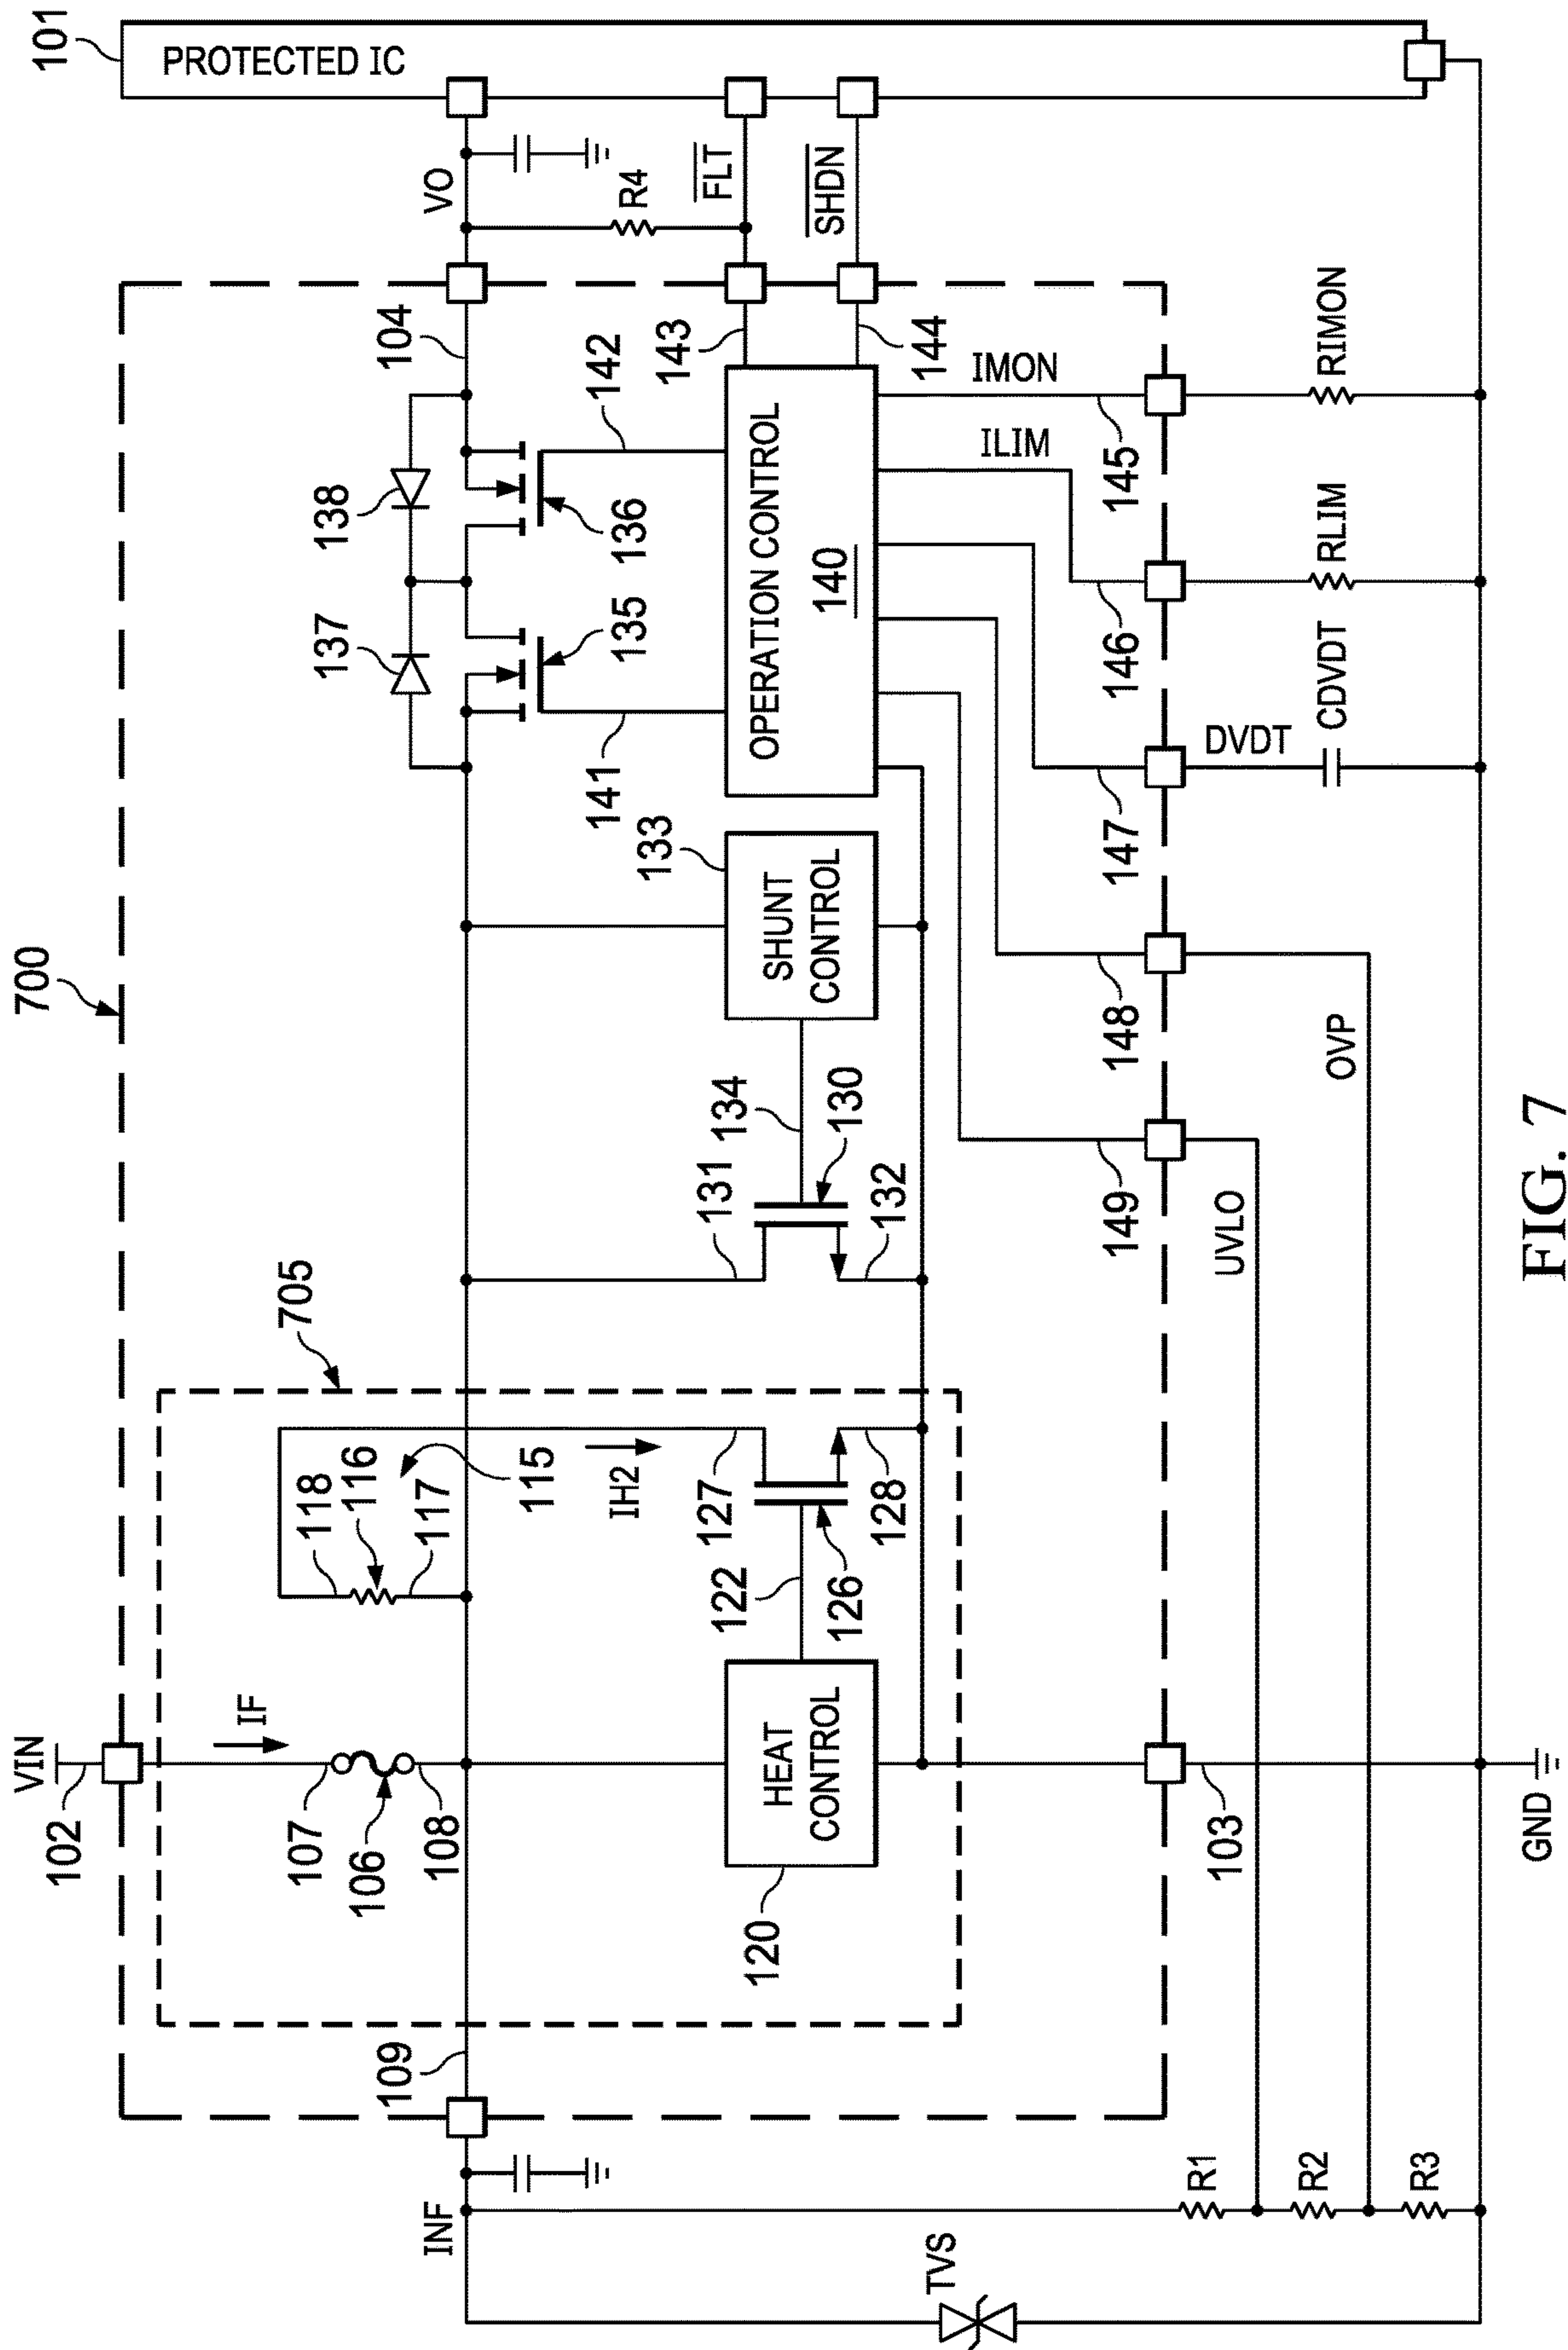 700
101
PROTECTED IC
VIN
102
IF
107
106
108
705
118
116
117
115
IH2
127
122
126
128
HEAT
CONTROL
120
109
INF
131
134
130
132
SHUNT
CONTROL
133
137
138
135
136
141
142
104
VO
R4
FLT
SHDN
143
144
OPERATION CONTROL
140
IMON
145
RIMON
ILIM
146
RLIM
147
DVDT
CDVDT
148
OVP
149
UVLO
103
GND
R1
R2
R3
TVS
FIG. 7